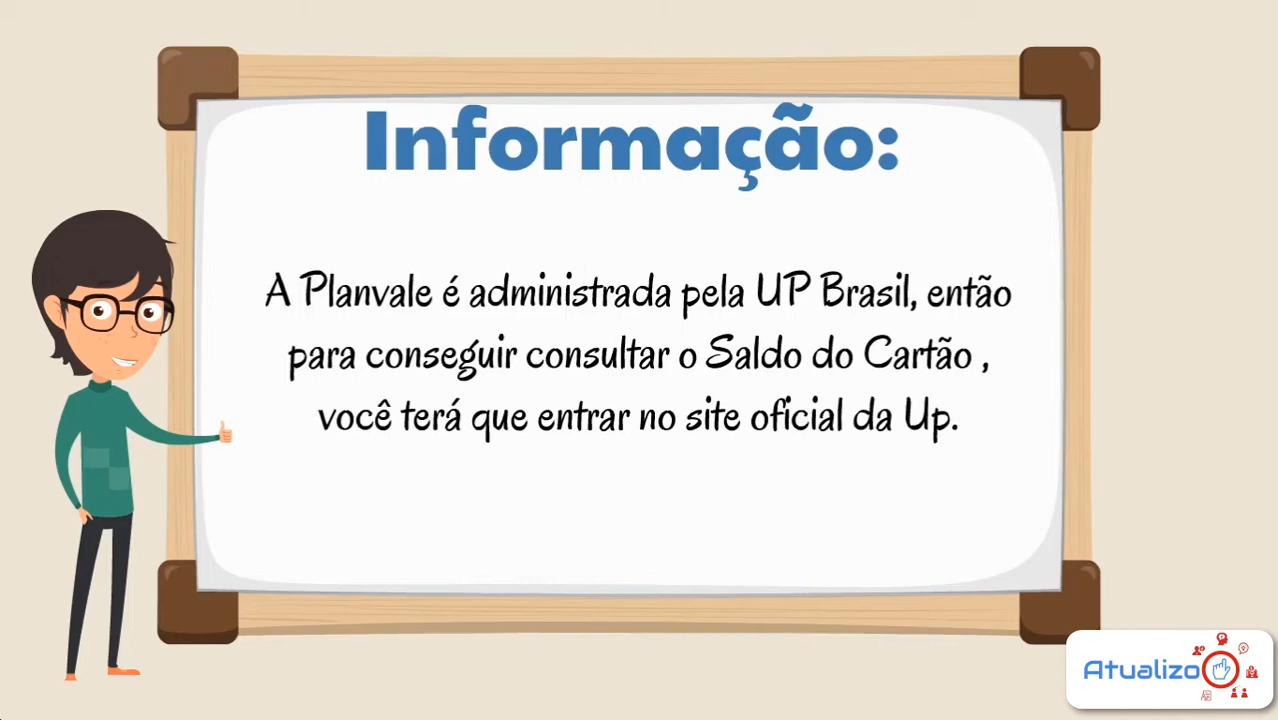 Informação:
A Planvale é administrada pela UP Brasil, então
para conseguir consultar o Saldo do Cartão ,
você terá que entrar no site oficial da Up.
Atualizo